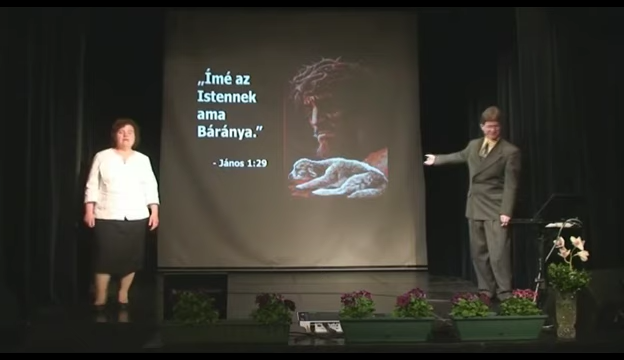 „Ímé az
Istennek
ama
Báránya.”
- János 1:29